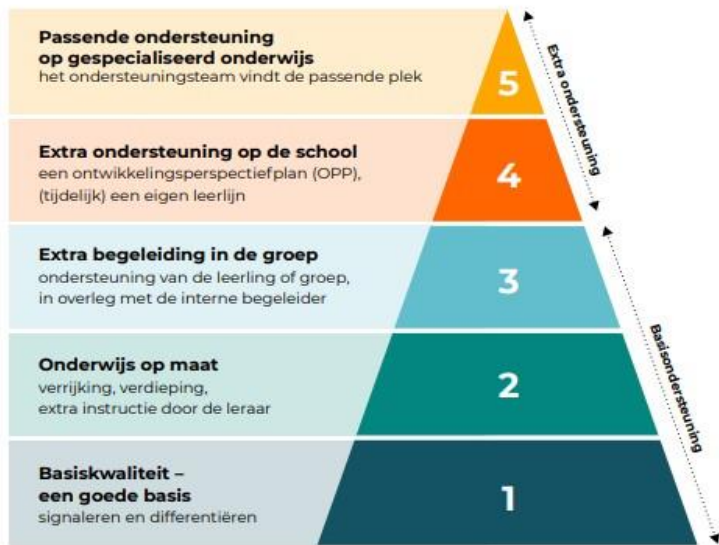 Passende ondersteuning
op gespecialiseerd onderwijs
het ondersteuningsteam vindt de passende plek
5
Extra ondersteuning op de school
een ontwikkelingsperspectiefplan (OPP),
(tijdelijk) een eigen leerlijn
4
Extra ondersteuning
Extra begeleiding in de groep
ondersteuning van de leerling of groep,
in overleg met de interne begeleider
3
Onderwijs op maat
verrijking, verdieping,
extra instructie door de leraar
2
Basiskwaliteit –
een goede basis
signaleren en differentiëren
1
Basisondersteuning